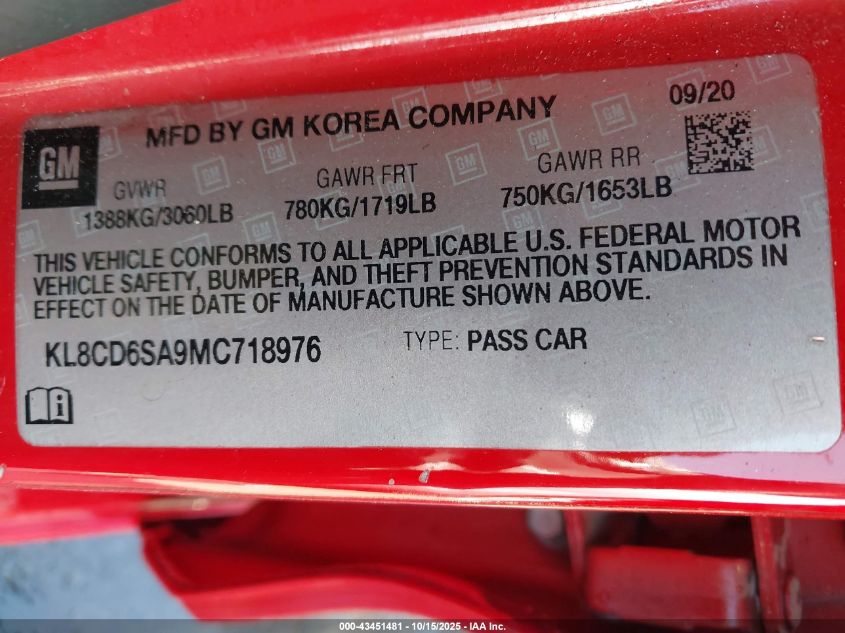 MFD BY GM KOREA COMPANY 09/20
GM
GVWR GAWR FRT GAWR RR
1388KG/3060LB 780KG/1719LB 750KG/1653LB
THIS VEHICLE CONFORMS TO ALL APPLICABLE U.S. FEDERAL MOTOR
VEHICLE SAFETY, BUMPER, AND THEFT PREVENTION STANDARDS IN
EFFECT ON THE DATE OF MANUFACTURE SHOWN ABOVE.
KL8CD6SA9MC718976 TYPE: PASS CAR
000-43451481 - 10/15/2025 - IAA Inc.